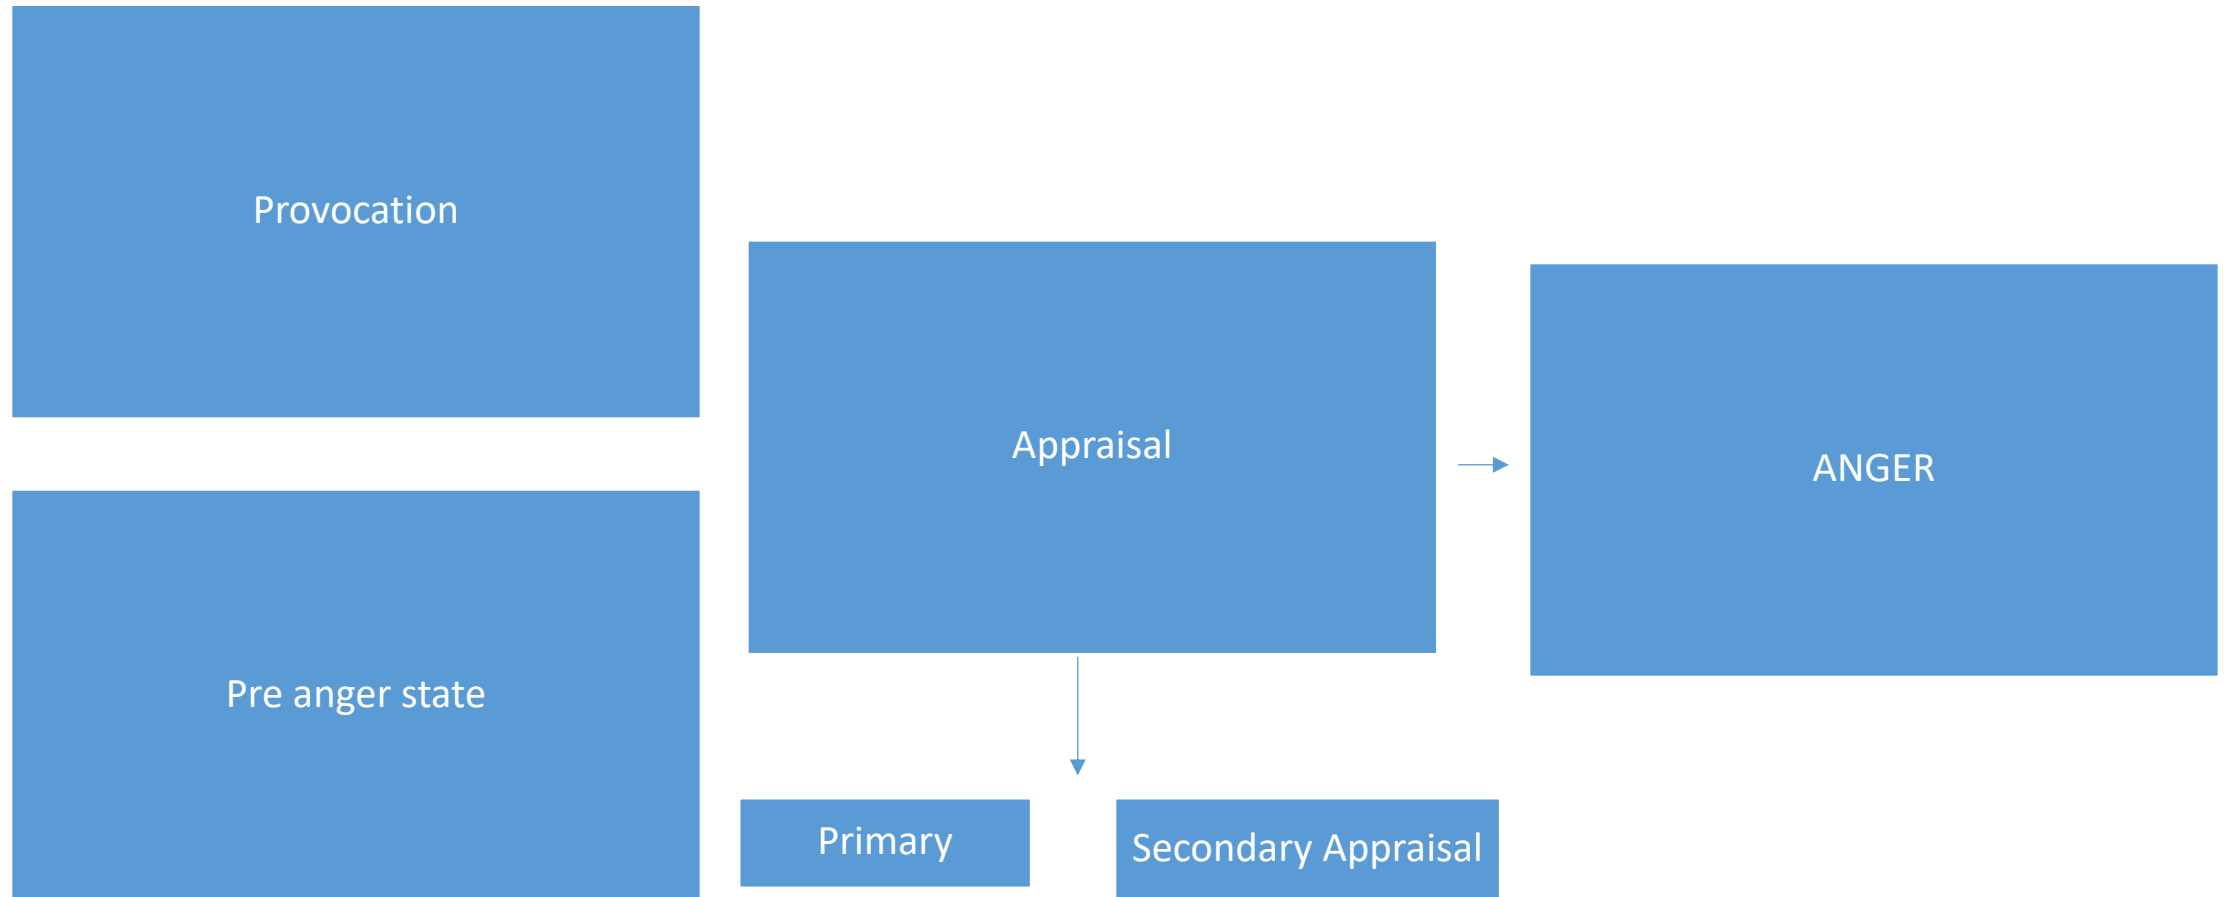 Provocation
Pre anger state
Appraisal
ANGER
Primary
Secondary Appraisal